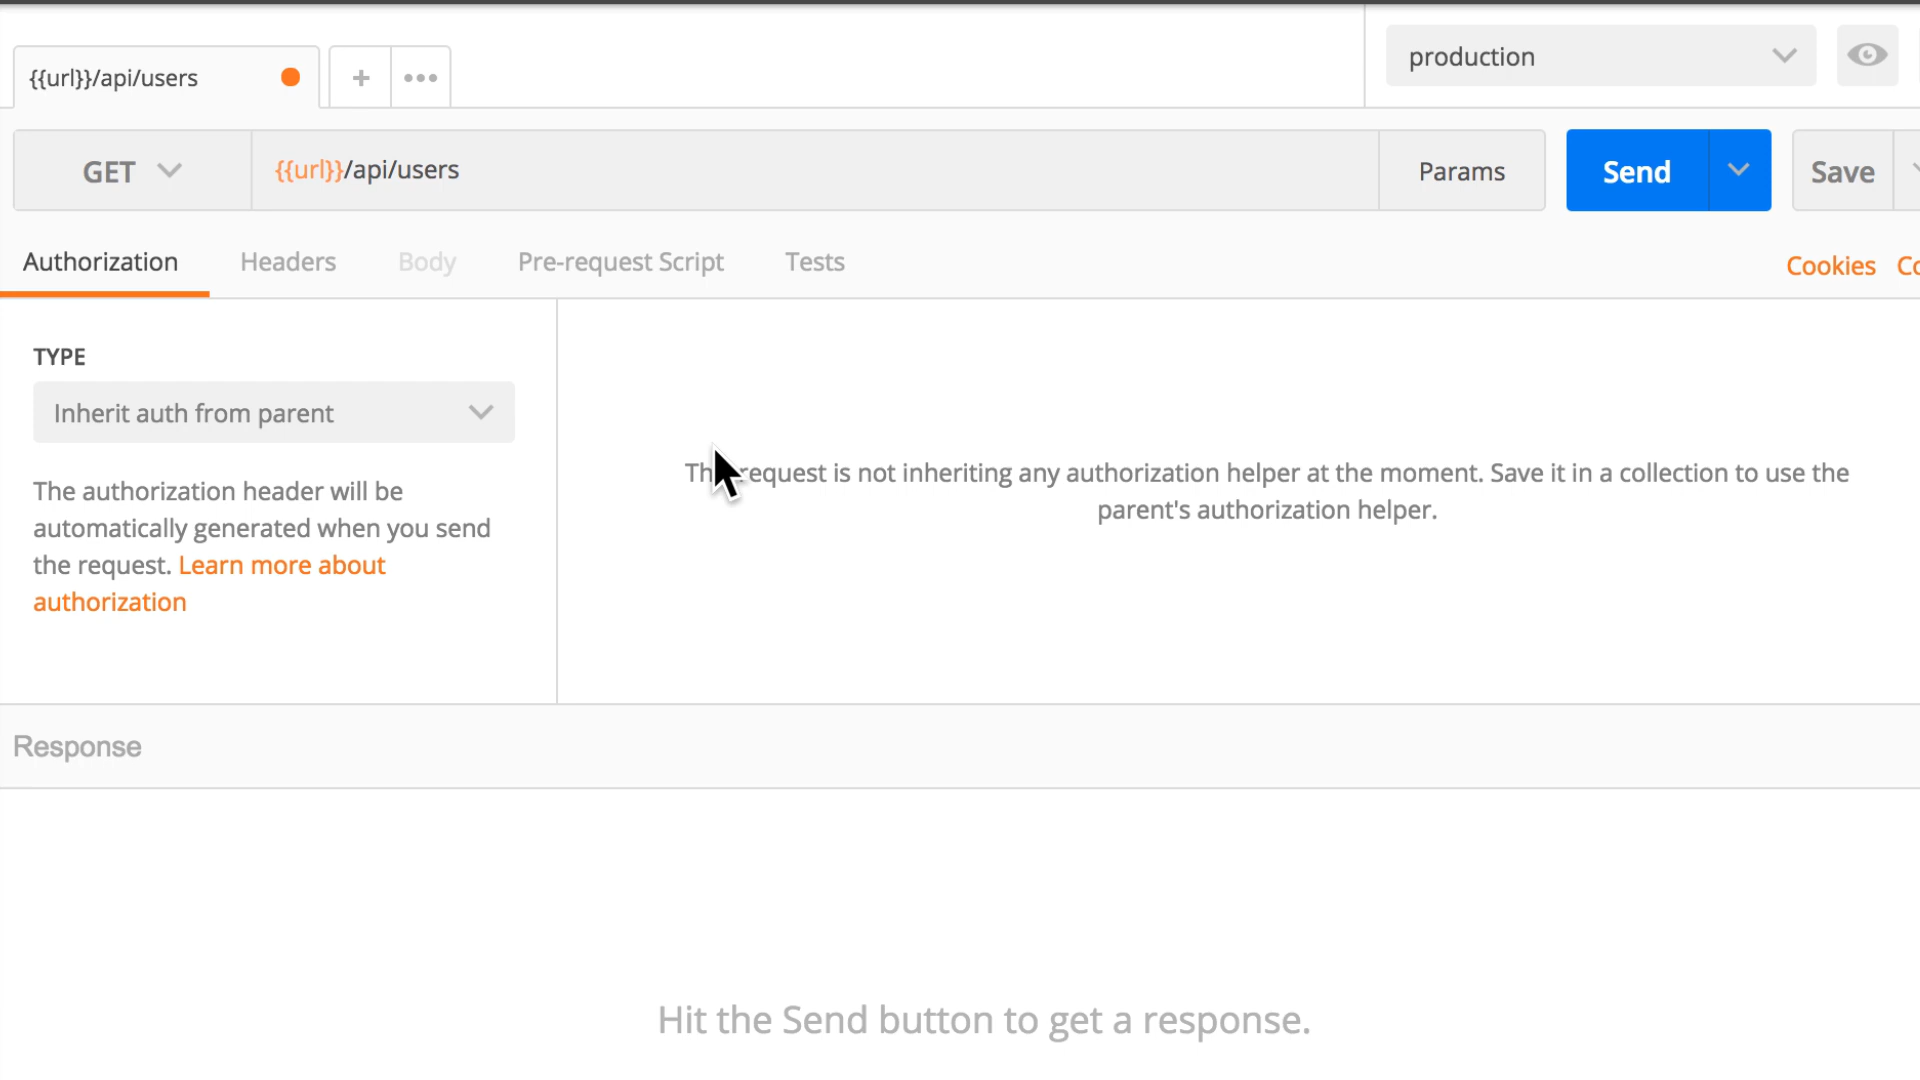 {{url}}/api/users
+
•••
production
GET
{{url}}/api/users
Params
Send
Save
Authorization
Headers
Body
Pre-request Script
Tests
Cookies
TYPE
Inherit auth from parent
The authorization header will be
automatically generated when you send
the request. Learn more about
authorization
request is not inheriting any authorization helper at the moment. Save it in a collection to use the
parent's authorization helper.
Response
Hit the Send button to get a response.